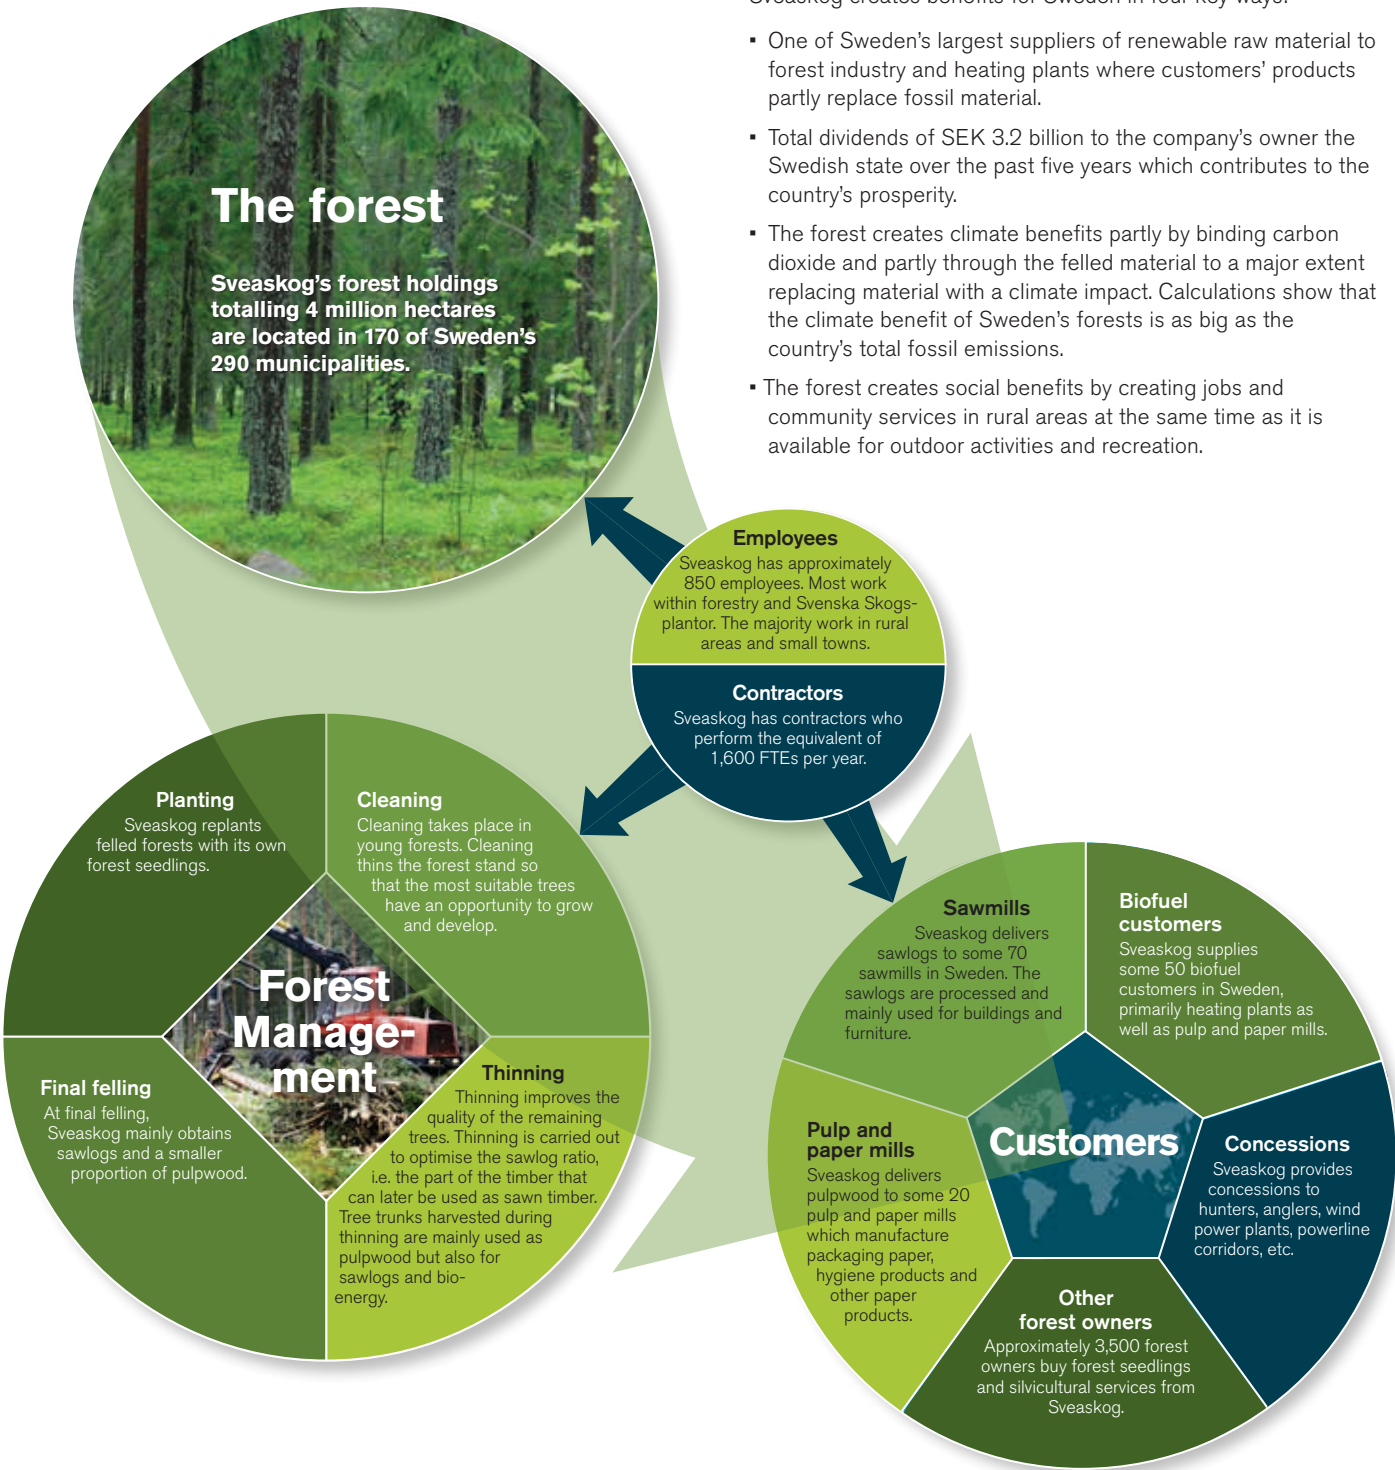 Sveaskog creates benefits for Sweden in four key ways:
▪ One of Sweden's largest suppliers of renewable raw material to
forest industry and heating plants where customers' products
partly replace fossil material.
▪ Total dividends of SEK 3.2 billion to the company's owner the
Swedish state over the past five years which contributes to the
country's prosperity.
▪ The forest creates climate benefits partly by binding carbon
dioxide and partly through the felled material to a major extent
replacing material with a climate impact. Calculations show that
the climate benefit of Sweden's forests is as big as the
country's total fossil emissions.
▪ The forest creates social benefits by creating jobs and
community services in rural areas at the same time as it is
available for outdoor activities and recreation.
The forest
Sveaskog's forest holdings
totalling 4 million hectares
are located in 170 of Sweden's
290 municipalities.
Employees
Sveaskog has approximately
850 employees. Most work
within forestry and Svenska Skogs-
plantor. The majority work in rural
areas and small towns.
Contractors
Sveaskog has contractors who
perform the equivalent of
1,600 FTEs per year.
Planting
Sveaskog replants
felled forests with its own
forest seedlings.
Cleaning
Cleaning takes place in
young forests. Cleaning
thins the forest stand so
that the most suitable trees
have an opportunity to grow
and develop.
Forest
Manage-
ment
Final felling
At final felling,
Sveaskog mainly obtains
sawlogs and a smaller
proportion of pulpwood.
Thinning
Thinning improves the
quality of the remaining
trees. Thinning is carried out
to optimise the sawlog ratio,
i.e. the part of the timber that
can later be used as sawn timber.
Tree trunks harvested during
thinning are mainly used as
pulpwood but also for
sawlogs and bio-
energy.
Sawmills
Sveaskog delivers
sawlogs to some 70
sawmills in Sweden. The
sawlogs are processed and
mainly used for buildings and
furniture.
Biofuel
customers
Sveaskog supplies
some 50 biofuel
customers in Sweden,
primarily heating plants as
well as pulp and paper mills.
Customers
Pulp and
paper mills
Sveaskog delivers
pulpwood to some 20
pulp and paper mills
which manufacture
packaging paper,
hygiene products and
other paper
products.
Concessions
Sveaskog provides
concessions to
hunters, anglers, wind
power plants, powerline
corridors, etc.
Other
forest owners
Approximately 3,500 forest
owners buy forest seedlings
and silvicultural services from
Sveaskog.